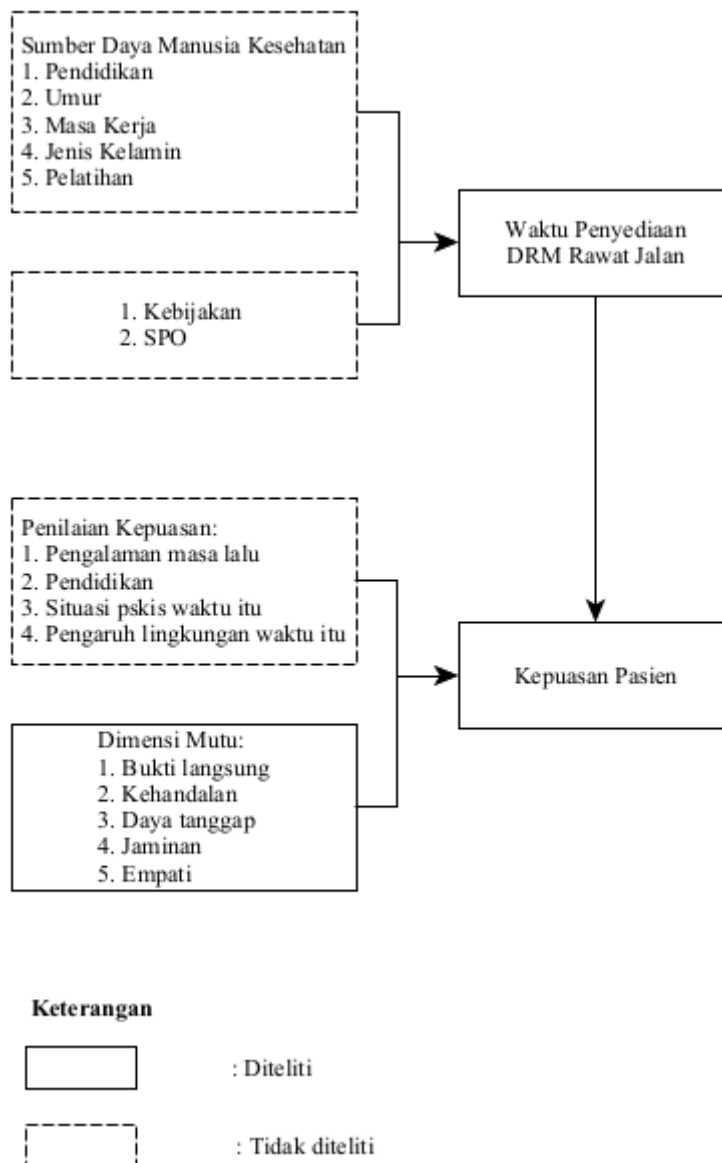 Sumber Daya Manusia Kesehatan
1. Pendidikan
2. Umur
3. Masa Kerja
4. Jenis Kelamin
5. Pelatihan
Waktu Penyediaan
DRM Rawat Jalan
1. Kebijakan
2. SPO
Penilaian Kepuasan:
1. Pengalaman masa lalu
2. Pendidikan
3. Situasi pskis waktu itu
4. Pengaruh lingkungan waktu itu
Kepuasan Pasien
Dimensi Mutu:
1. Bukti langsung
2. Kehandalan
3. Daya tanggap
4. Jaminan
5. Empati
Keterangan
: Diteliti
: Tidak diteliti